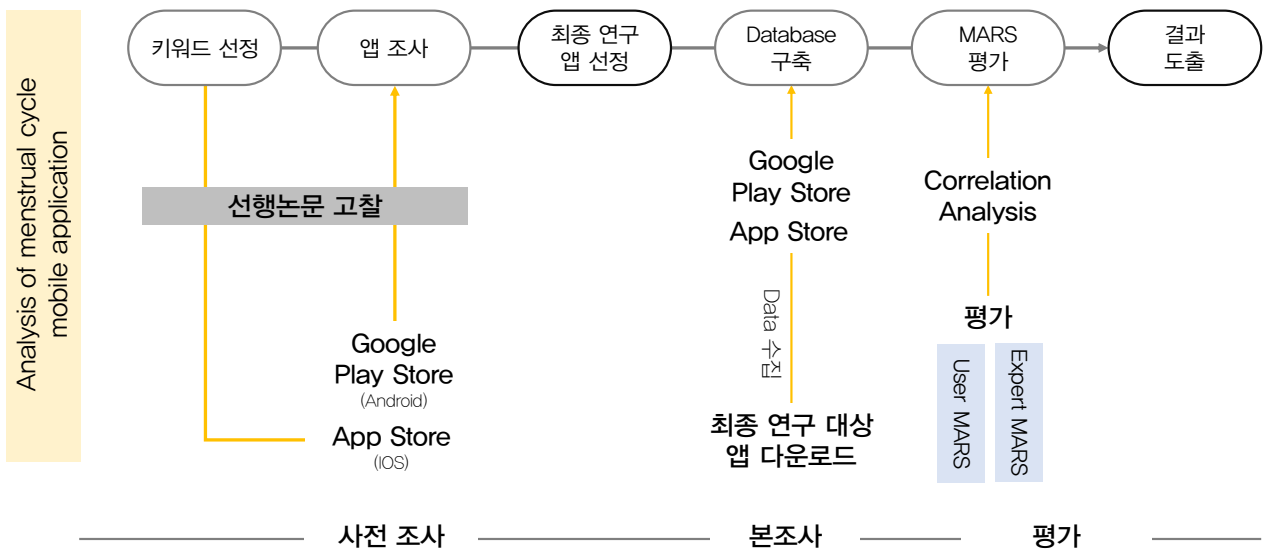 Analysis of menstrual cycle
mobile application
키워드 선정
앱 조사
최종 연구
앱 선정
Database
구축
MARS
평가
결과
도출
선행논문 고찰
Google
Play Store
(Android)
App Store
(IOS)
Google
Play Store
App Store
Data 수집
최종 연구 대상
앱 다운로드
Correlation
Analysis
평가
User MARS
Expert MARS
사전 조사
본조사
평가